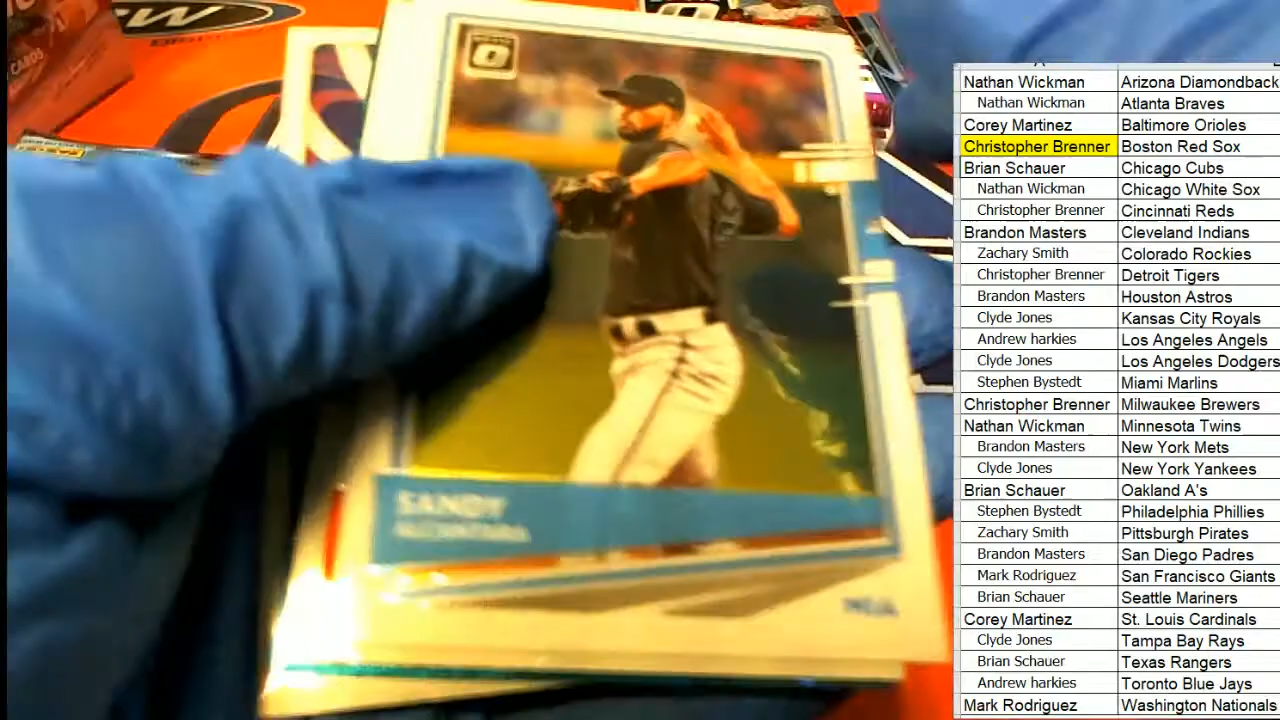 CARDS
SANDY
ALCANTARA
MIA
Nathan Wickman Arizona Diamondback
Nathan Wickman Atlanta Braves
Corey Martinez Baltimore Orioles
Christopher Brenner Boston Red Sox
Brian Schauer Chicago Cubs
Nathan Wickman Chicago White Sox
Christopher Brenner Cincinnati Reds
Brandon Masters Cleveland Indians
Zachary Smith Colorado Rockies
Christopher Brenner Detroit Tigers
Brandon Masters Houston Astros
Clyde Jones Kansas City Royals
Andrew harkies Los Angeles Angels
Clyde Jones Los Angeles Dodgers
Stephen Bystedt Miami Marlins
Christopher Brenner Milwaukee Brewers
Nathan Wickman Minnesota Twins
Brandon Masters New York Mets
Clyde Jones New York Yankees
Brian Schauer Oakland A's
Stephen Bystedt Philadelphia Phillies
Zachary Smith Pittsburgh Pirates
Brandon Masters San Diego Padres
Mark Rodriguez San Francisco Giants
Brian Schauer Seattle Mariners
Corey Martinez St. Louis Cardinals
Clyde Jones Tampa Bay Rays
Brian Schauer Texas Rangers
Andrew harkies Toronto Blue Jays
Mark Rodriguez Washington Nationals